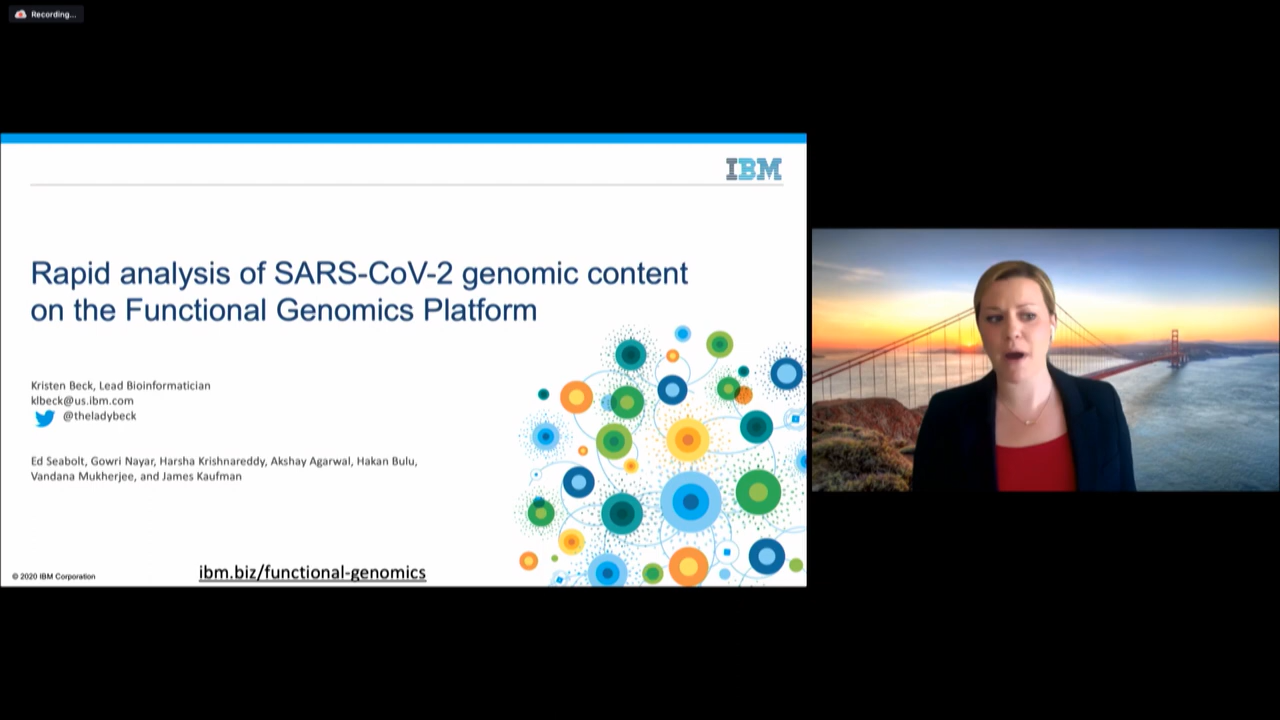 Recording...
IBM
Rapid analysis of SARS-CoV-2 genomic content
on the Functional Genomics Platform
Kristen Beck, Lead Bioinformatician
klbeck@us.ibm.com
@theladybeck
Ed Seabolt, Gowri Nayar, Harsha Krishnareddy, Akshay Agarwal, Hakan Bulu,
Vandana Mukherjee, and James Kaufman
© 2020 IBM Corporation
ibm.biz/functional-genomics